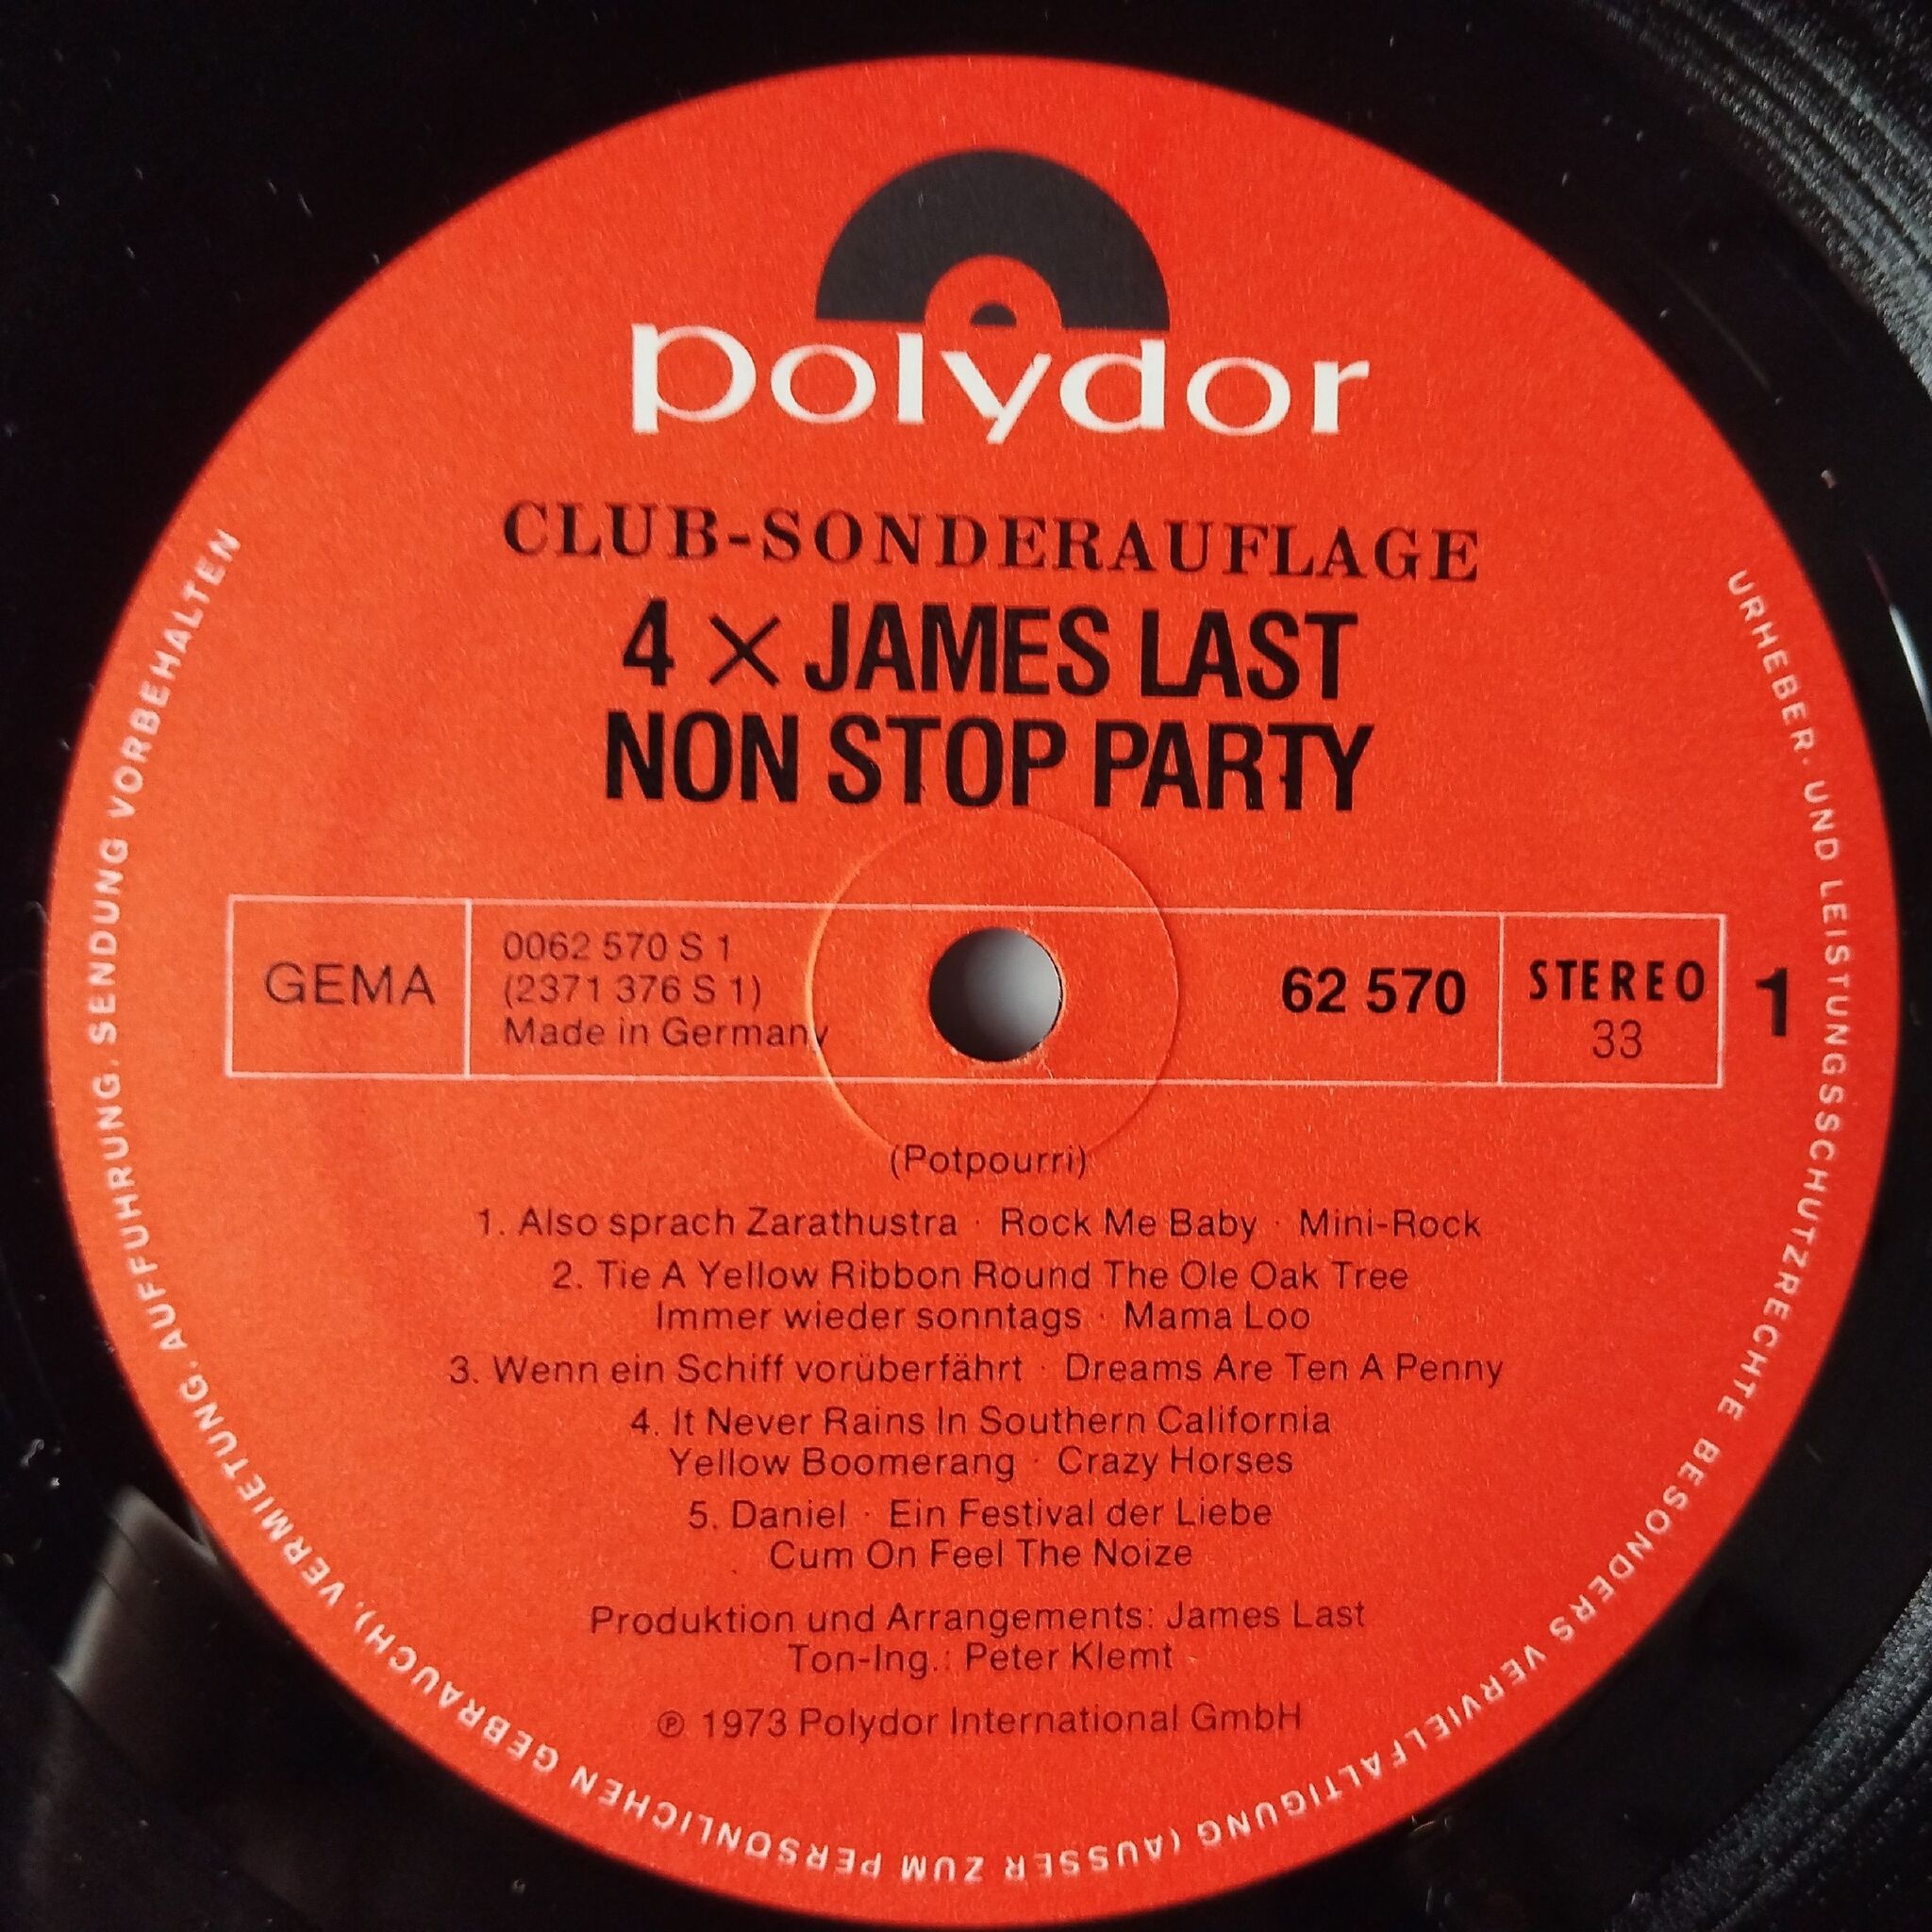 polydor
CLUB-SONDERAUFLAGE
4 × JAMES LAST
NON STOP PARTY
GEMA
0062 570 S 1
(2371 376 S 1)
Made in Germany
62 570
STEREO
33
1
(Potpourri)
1. Also sprach Zarathustra · Rock Me Baby · Mini-Rock
2. Tie A Yellow Ribbon Round The Ole Oak Tree
Immer wieder sonntags · Mama Loo
3. Wenn ein Schiff vorüberfährt · Dreams Are Ten A Penny
4. It Never Rains In Southern California
Yellow Boomerang · Crazy Horses
5. Daniel · Ein Festival der Liebe
Cum On Feel The Noize
Produktion und Arrangements: James Last
Ton-Ing.: Peter Klemt
℗ 1973 Polydor International GmbH
URHEBER- UND LEISTUNGSSCHUTZRECHTE BESONDERS VERVIELFÄLTIGUNG (AUSSER ZUM PERSÖNLICHEN GEBRAUCH), VERMIETUNG, AUFFÜHRUNG, SENDUNG VORBEHALTEN